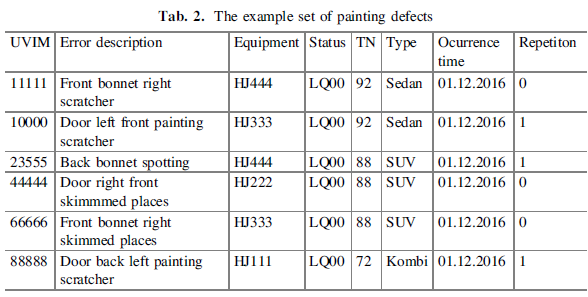 Tab. 2. The example set of painting defects
UVIM Error description Equipment Status TN Type Ocurrence time Repetiton
11111 Front bonnet right scratcher HJ444 LQ00 92 Sedan 01.12.2016 0
10000 Door left front painting scratcher HJ333 LQ00 92 Sedan 01.12.2016 1
23555 Back bonnet spotting HJ444 LQ00 88 SUV 01.12.2016 1
44444 Door right front skimmmed places HJ222 LQ00 88 SUV 01.12.2016 0
66666 Front bonnet right skimmed places HJ333 LQ00 88 SUV 01.12.2016 0
88888 Door back left painting scratcher HJ111 LQ00 72 Kombi 01.12.2016 1